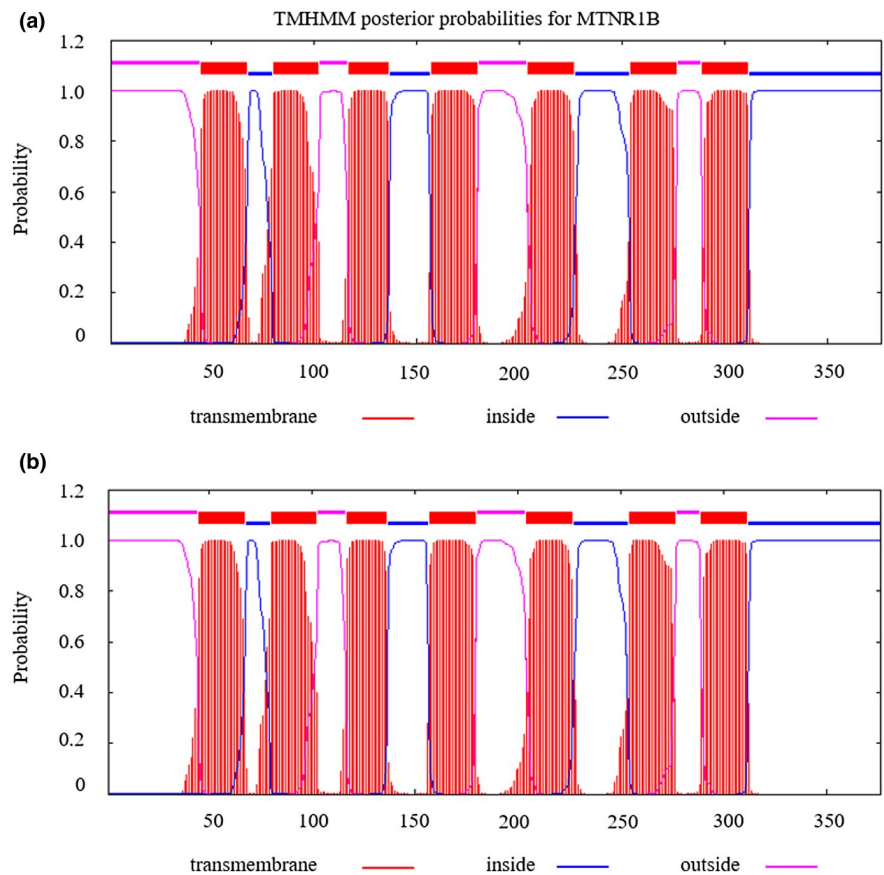 (a)
TMHMM posterior probabilities for MTNR1B
1.2
1.0
0.8
0.6
0.4
0.2
0
Probability
50 100 150 200 250 300 350
transmembrane inside outside
(b)
1.2
1.0
0.8
0.6
0.4
0.2
0
Probability
50 100 150 200 250 300 350
transmembrane inside outside